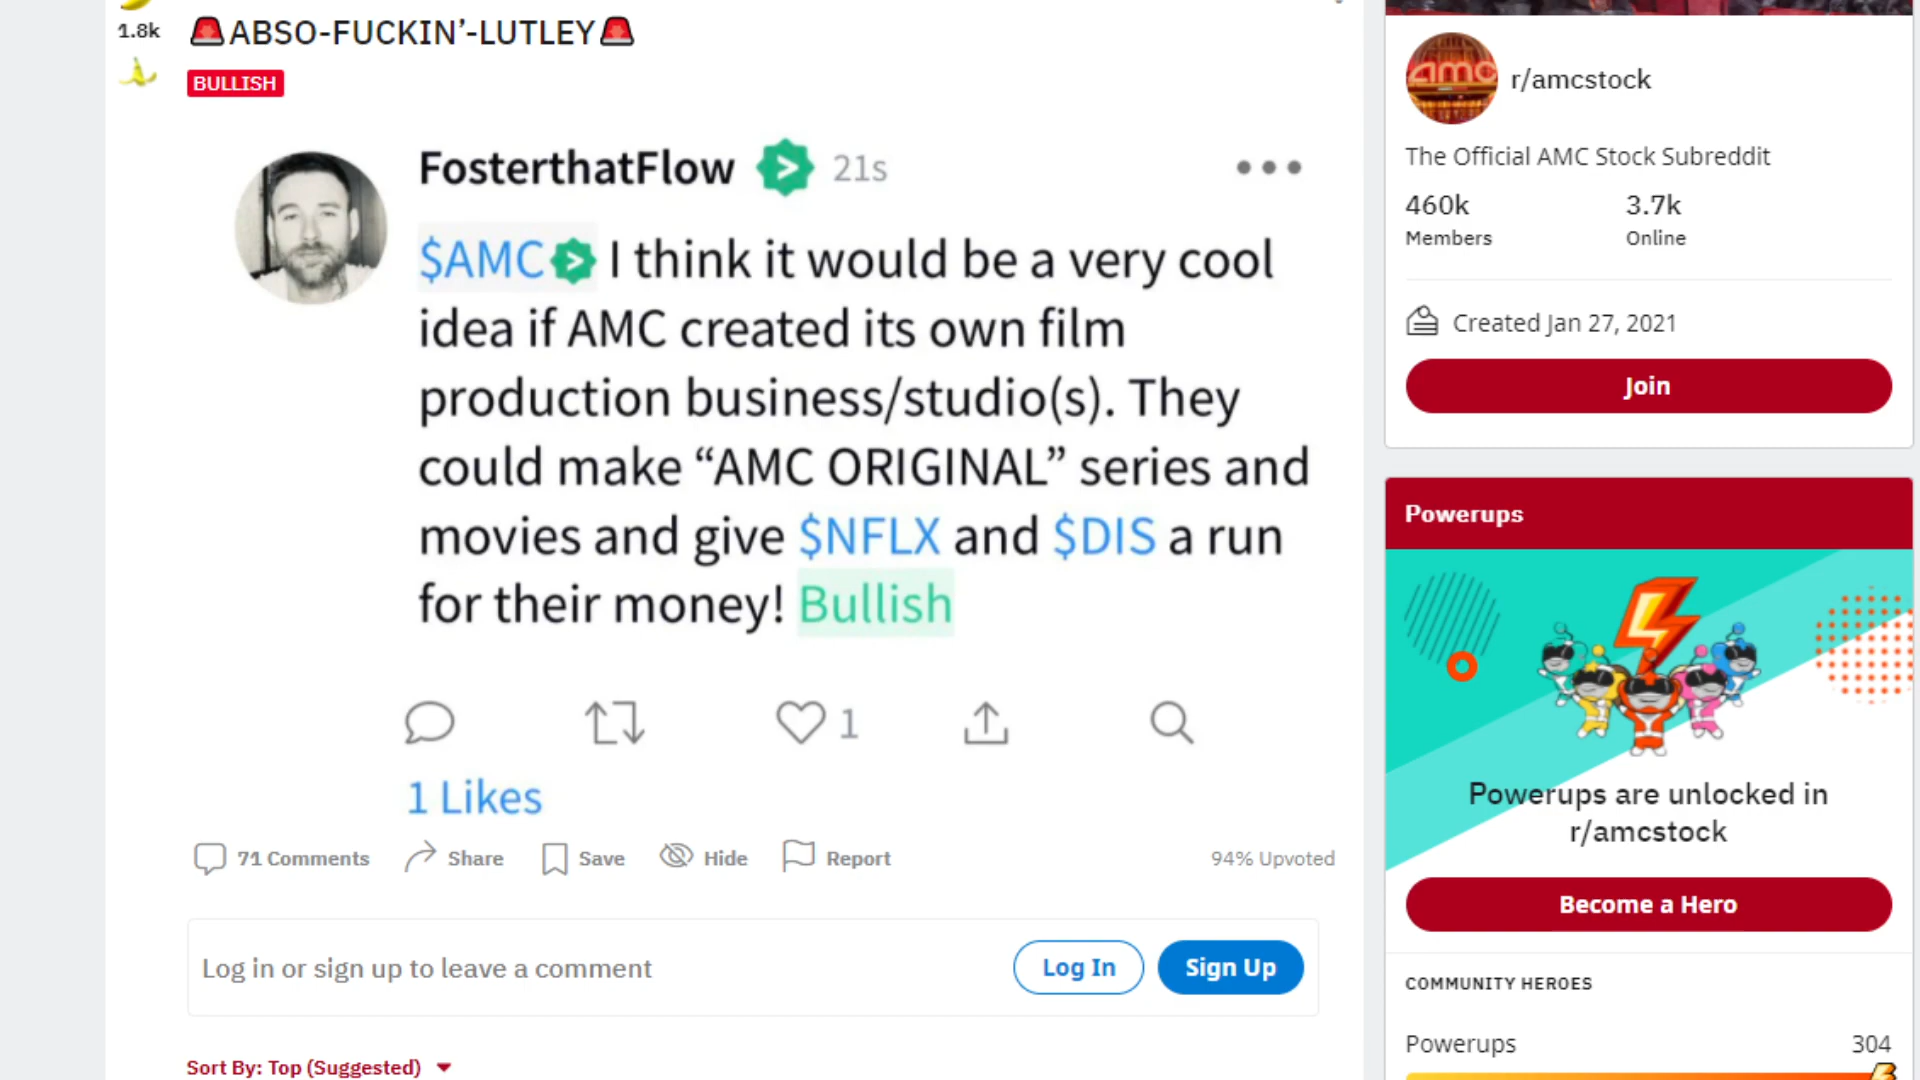 1.8k
🚨ABSO-FUCKIN’-LUTLEY🚨
BULLISH
FosterthatFlow 21s
$AMC I think it would be a very cool
idea if AMC created its own film
production business/studio(s). They
could make “AMC ORIGINAL” series and
movies and give $NFLX and $DIS a run
for their money! Bullish
1
1 Likes
71 Comments Share Save Hide Report 94% Upvoted
Log in or sign up to leave a comment Log In Sign Up
Sort By: Top (Suggested)
amc
r/amcstock
The Official AMC Stock Subreddit
460k 3.7k
Members Online
Created Jan 27, 2021
Join
Powerups
Powerups are unlocked in
r/amcstock
Become a Hero
COMMUNITY HEROES
Powerups 304